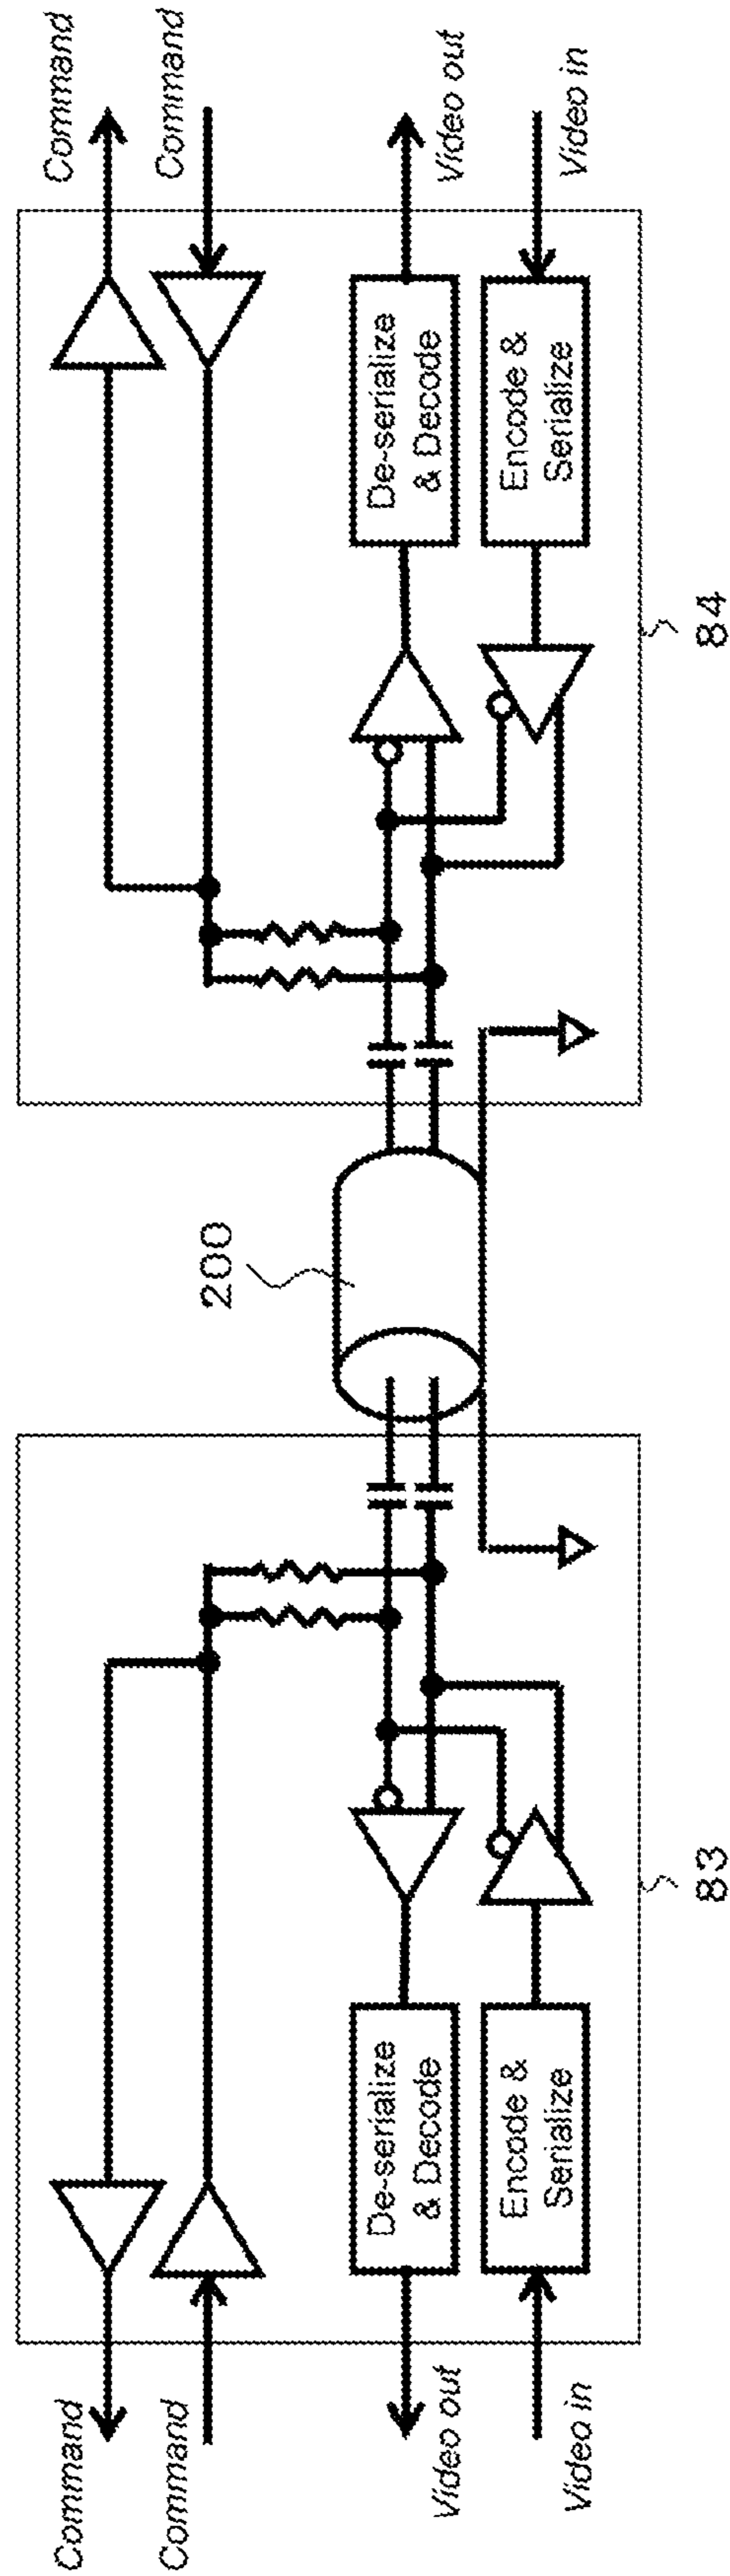 Command
Command
Video out
Video in
De-serialize
& Decode
Encode &
Serialize
83
200
De-serialize
& Decode
Encode &
Serialize
84
Command
Command
Video out
Video in